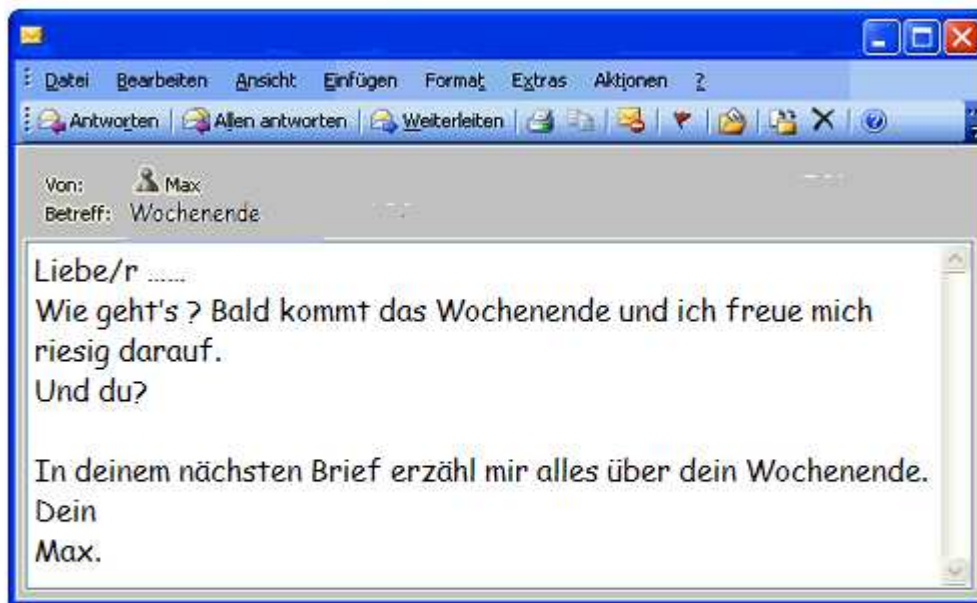 Datei Bearbeiten Ansicht Einfügen Format Extras Aktionen ?
Antworten Allen antworten Weiterleiten
Von: Max
Betreff: Wochenende
Liebe/r ......
Wie geht's ? Bald kommt das Wochenende und ich freue mich
riesig darauf.
Und du?
In deinem nächsten Brief erzähl mir alles über dein Wochenende.
Dein
Max.